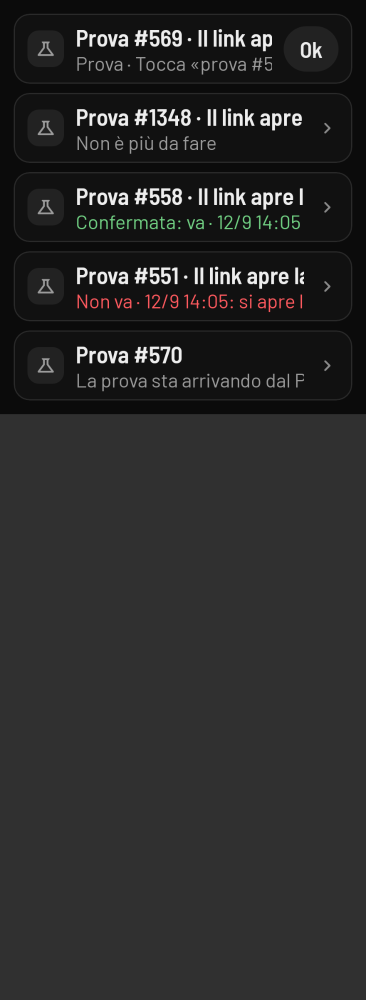 Prova #569 · Il link ap
Prova · Tocca «prova #5
Ok
Prova #1348 · Il link apre
Non è più da fare
Prova #558 · Il link apre l
Confermata: va · 12/9 14:05
Prova #551 · Il link apre la
Non va · 12/9 14:05: si apre l
Prova #570
La prova sta arrivando dal P